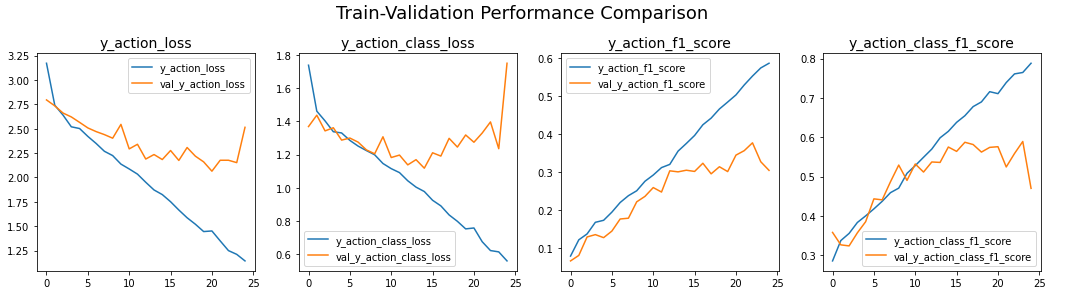 Train-Validation Performance Comparison
y_action_loss
3.25
3.00
2.75
2.50
2.25
2.00
1.75
1.50
1.25
0 5 10 15 20 25
y_action_loss
val_y_action_loss
y_action_class_loss
1.8
1.6
1.4
1.2
1.0
0.8
0.6
0 5 10 15 20 25
y_action_class_loss
val_y_action_class_loss
y_action_f1_score
0.6
0.5
0.4
0.3
0.2
0.1
0 5 10 15 20 25
y_action_f1_score
val_y_action_f1_score
y_action_class_f1_score
0.8
0.7
0.6
0.5
0.4
0.3
0 5 10 15 20 25
y_action_class_f1_score
val_y_action_class_f1_score